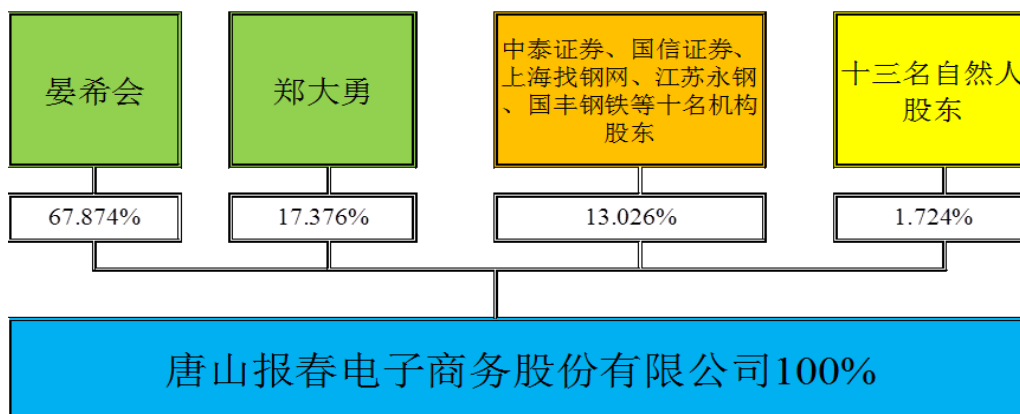 晏希会
郑大勇
中泰证券、国信证券、
上海找钢网、江苏永钢
、国丰钢铁等十名机构
股东
十三名自然人
股东
67.874%
17.376%
13.026%
1.724%
唐山报春电子商务股份有限公司100%